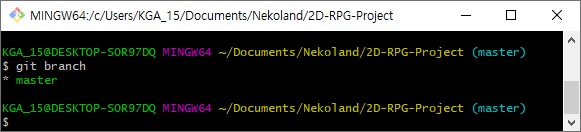 MINGW64:/c/Users/KGA_15/Documents/Nekoland/2D-RPG-Project
KGA_15@DESKTOP-SOR97DQ MINGW64 ~/Documents/Nekoland/2D-RPG-Project (master)
$ git branch
* master
KGA_15@DESKTOP-SOR97DQ MINGW64 ~/Documents/Nekoland/2D-RPG-Project (master)
$